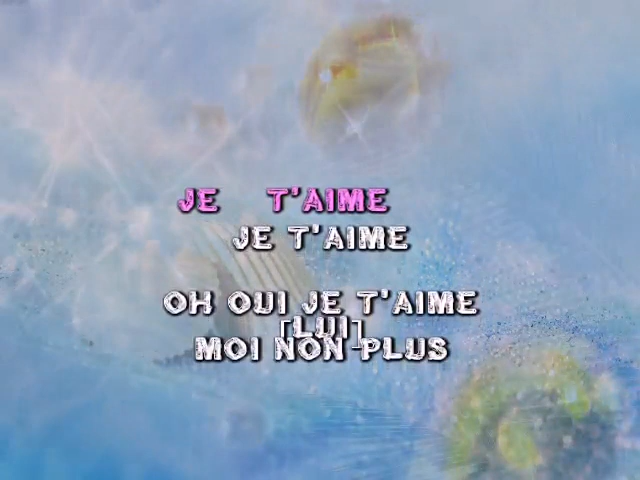 JE T'AIME
JE T'AIME
OH OUI JE T'AIME
[LUI]
MOI NON PLUS